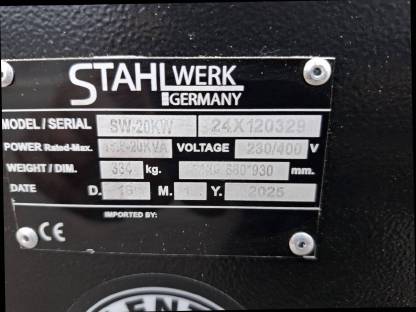 STAHLWERK
GERMANY
MODEL / SERIAL SW-20KW 24X120329
POWER Rated-Max. VOLTAGE 230/400 V
WEIGHT / DIM. 334 kg. mm.
DATE D. M. Y. 2025
IMPORTED BY:
CE